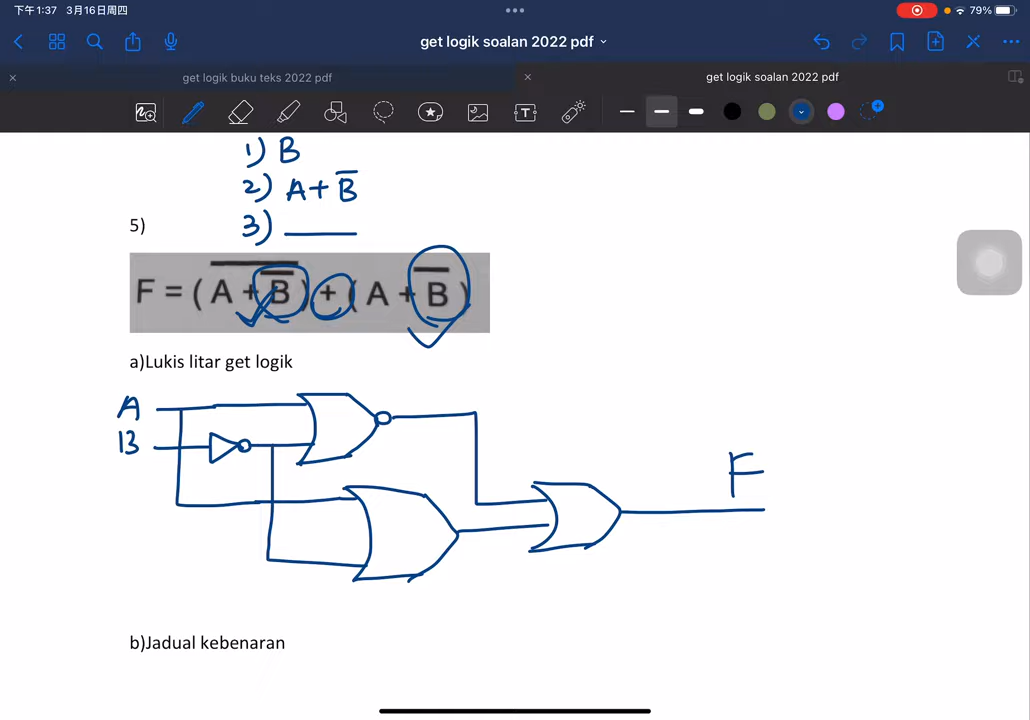 下午1:37 3月16日周四
79%
get logik soalan 2022 pdf
get logik buku teks 2022 pdf
get logik soalan 2022 pdf
1) B
2) A + B̅
3)
5)
F = ( A̅ ̅+̅ ̅B̅̅ ) + ( A + B̅ )
a)Lukis litar get logik
A
B
F
b)Jadual kebenaran